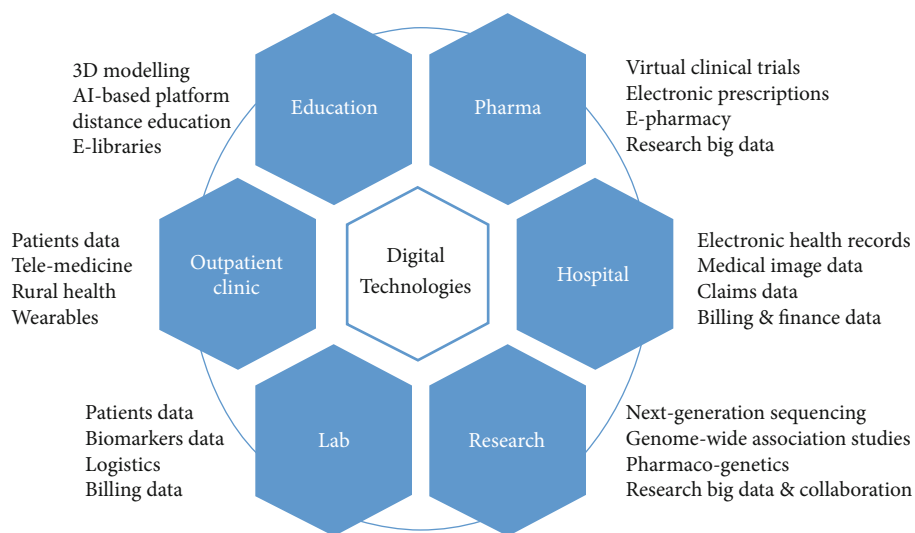 3D modelling
AI-based platform
distance education
E-libraries
Education
Pharma
Virtual clinical trials
Electronic prescriptions
E-pharmacy
Research big data
Patients data
Tele-medicine
Rural health
Wearables
Outpatient
clinic
Digital
Technologies
Hospital
Electronic health records
Medical image data
Claims data
Billing & finance data
Patients data
Biomarkers data
Logistics
Billing data
Lab
Research
Next-generation sequencing
Genome-wide association studies
Pharmaco-genetics
Research big data & collaboration